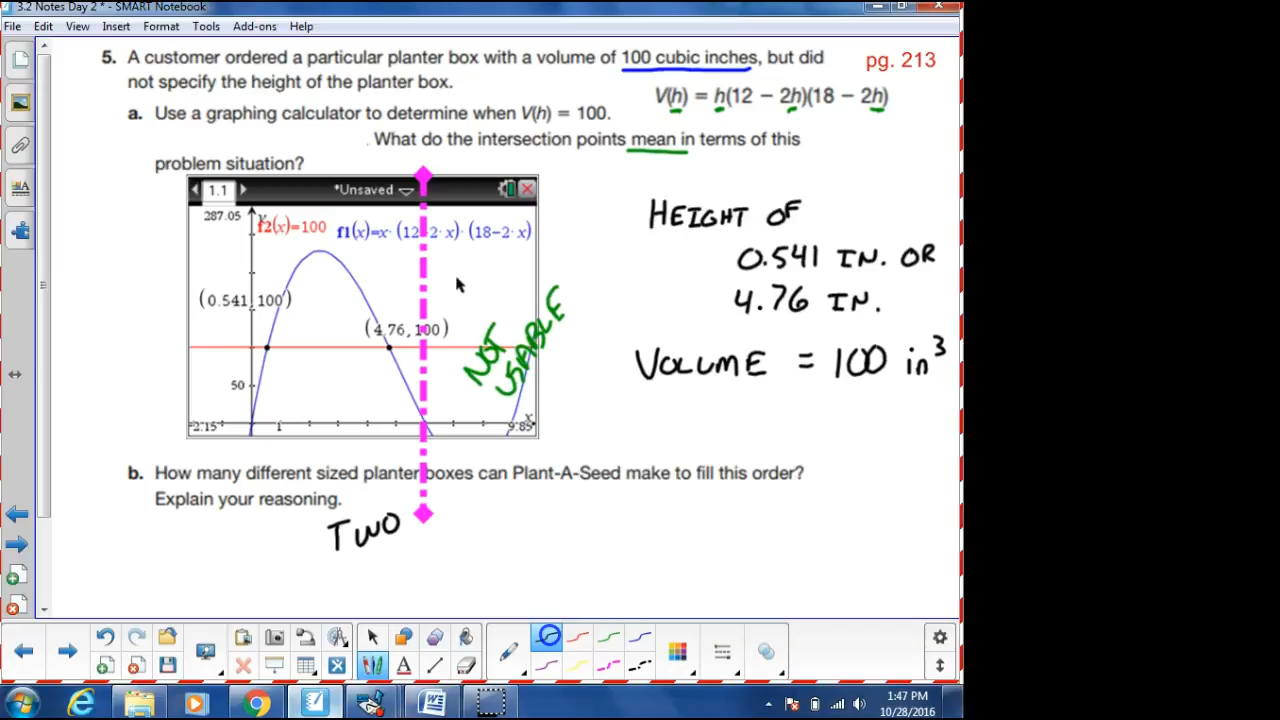 3.2 Notes Day 2 * - SMART Notebook
File Edit View Insert Format Tools Add-ons Help
5. A customer ordered a particular planter box with a volume of 100 cubic inches, but did
not specify the height of the planter box.
pg. 213
V(h) = h(12 − 2h)(18 − 2h)
a. Use a graphing calculator to determine when V(h) = 100.
What do the intersection points mean in terms of this
problem situation?
1.1 *Unsaved
287.05 y
f2(x)=100 f1(x)=x·(12−2·x)·(18−2·x)
(0.541,100)
(4.76,100)
50
-2.15 1 9.85 x
NOT
USABLE
HEIGHT OF
0.541 IN. OR
4.76 IN.
VOLUME = 100 in³
b. How many different sized planter boxes can Plant-A-Seed make to fill this order?
Explain your reasoning.
TWO
A
1:47 PM
10/28/2016